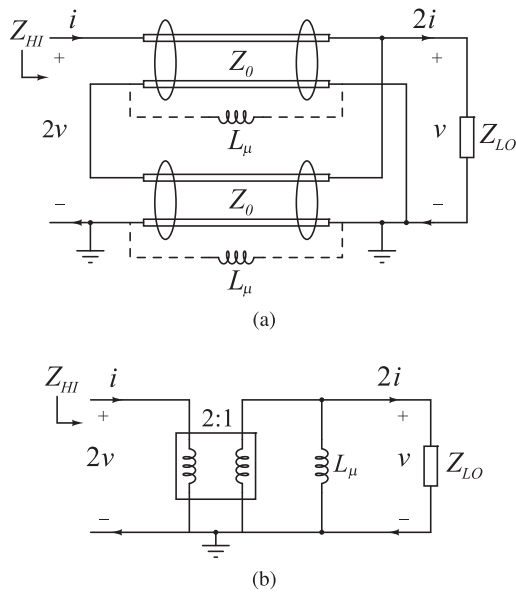 Z_HI i 2i
+ +
Z_0
2v v Z_LO
L_μ
Z_0
− −
L_μ
(a)
Z_HI i 2i
+ 2:1 +
2v L_μ v Z_LO
− −
(b)